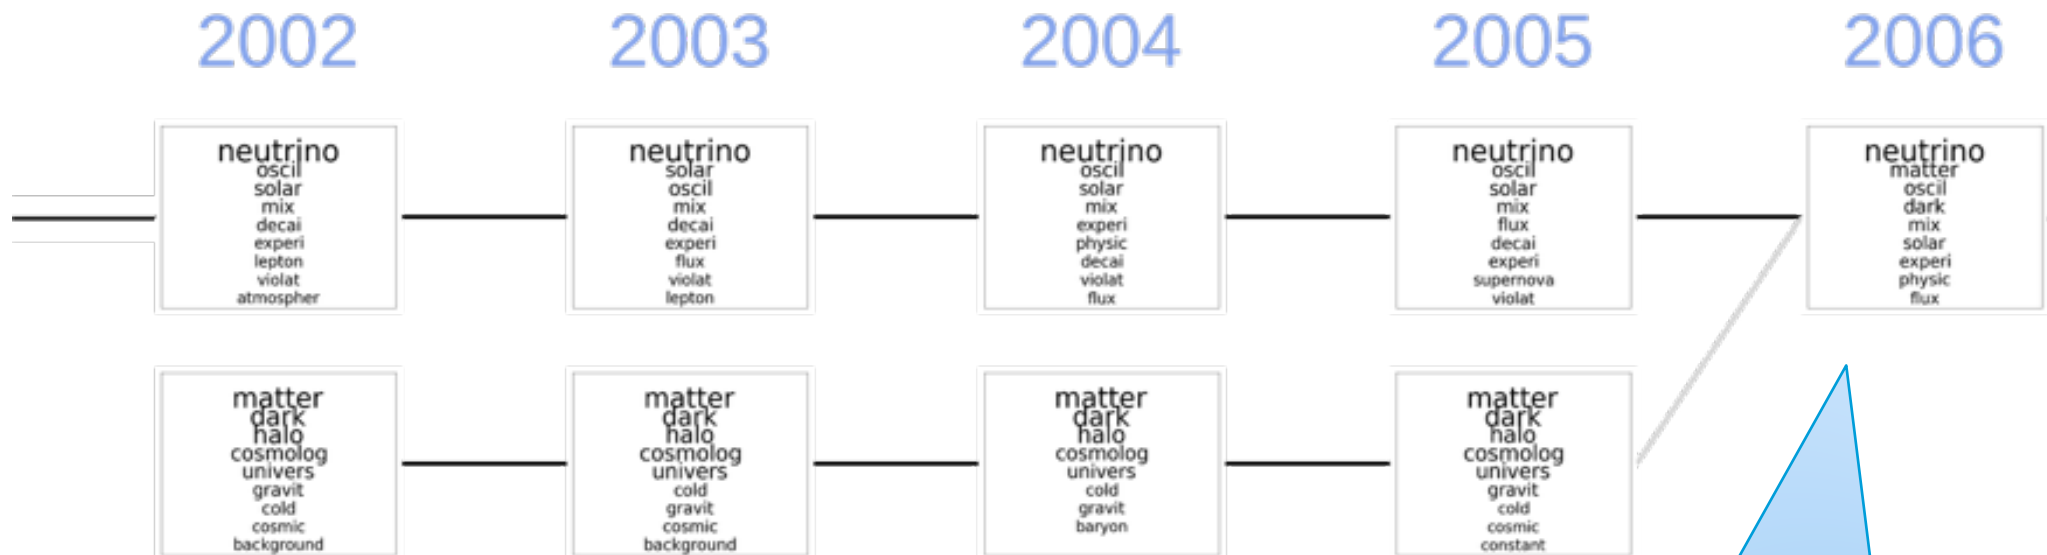 2002 2003 2004 2005 2006
neutrino
oscil
solar
mix
decai
experi
lepton
violat
atmospher
neutrino
solar
oscil
mix
decai
experi
flux
violat
lepton
neutrino
oscil
solar
mix
experi
physic
decai
violat
flux
neutrino
oscil
solar
mix
flux
decai
experi
supernova
violat
neutrino
matter
oscil
dark
mix
solar
experi
physic
flux
matter
dark
halo
cosmolog
univers
gravit
cold
cosmic
background
matter
dark
halo
cosmolog
univers
cold
gravit
cosmic
background
matter
dark
halo
cosmolog
univers
cold
gravit
baryon
matter
dark
halo
cosmolog
univers
gravit
cold
cosmic
constant